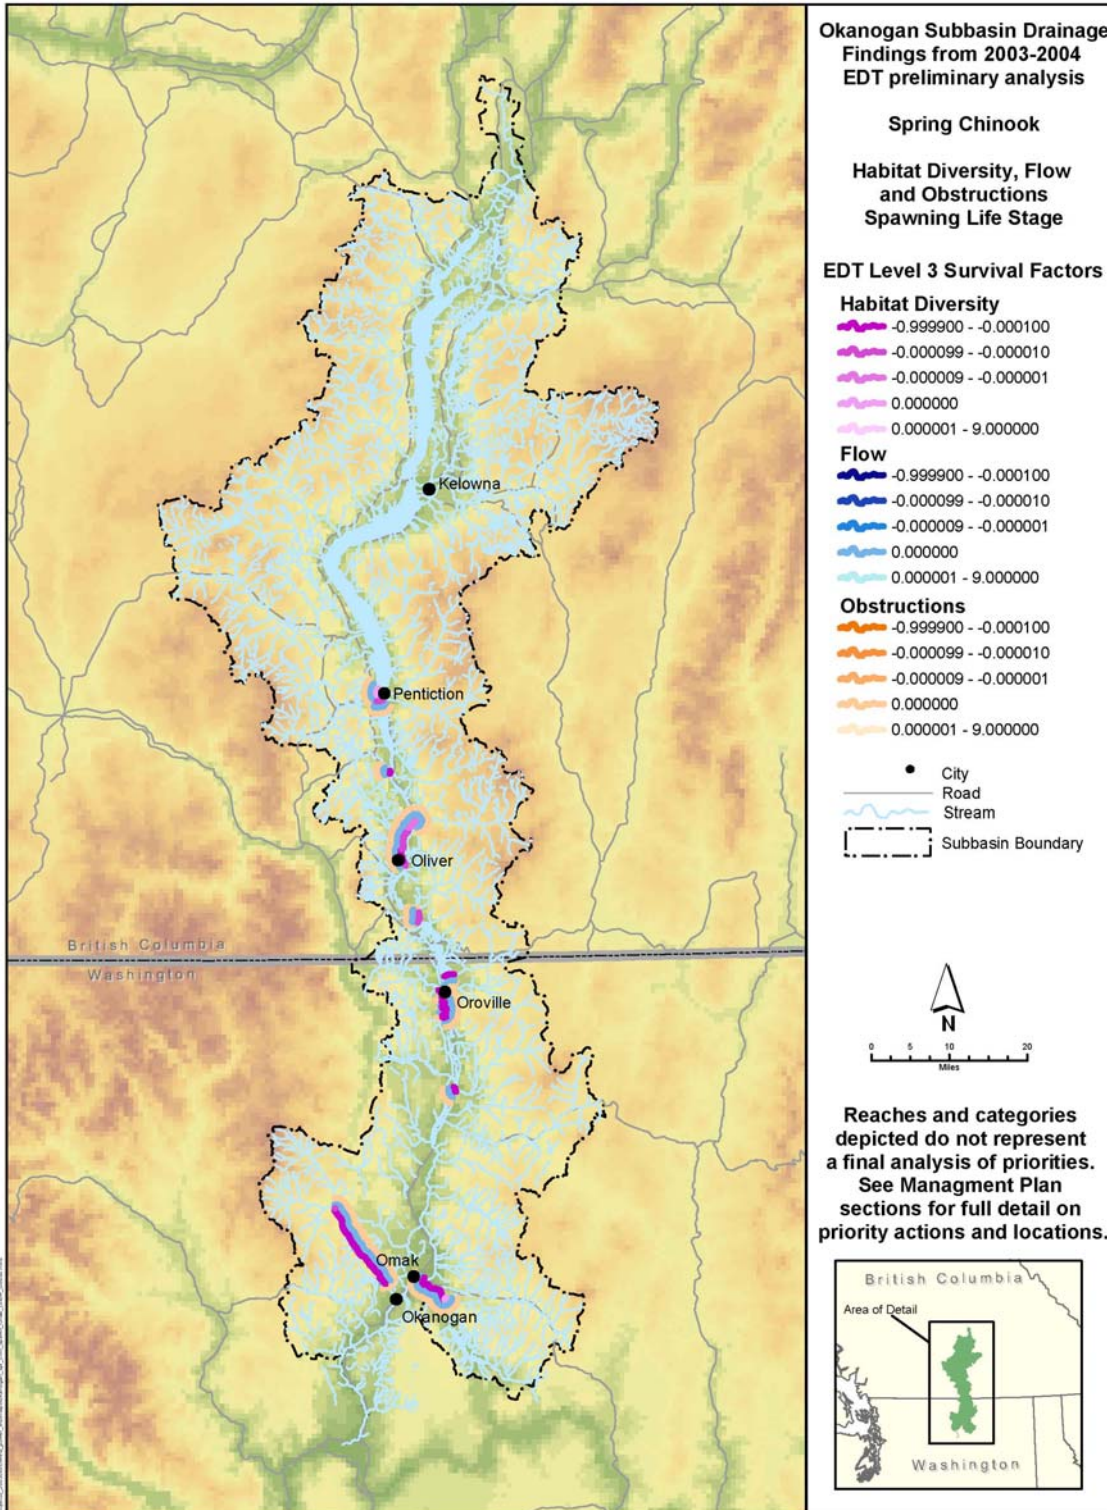 Okanogan Subbasin Drainage
Findings from 2003-2004
EDT preliminary analysis
Spring Chinook
Habitat Diversity, Flow
and Obstructions
Spawning Life Stage
EDT Level 3 Survival Factors
Habitat Diversity
-0.999900 - -0.000100
-0.000099 - -0.000010
-0.000009 - -0.000001
0.000000
0.000001 - 9.000000
Flow
-0.999900 - -0.000100
-0.000099 - -0.000010
-0.000009 - -0.000001
0.000000
0.000001 - 9.000000
Obstructions
-0.999900 - -0.000100
-0.000099 - -0.000010
-0.000009 - -0.000001
0.000000
0.000001 - 9.000000
City
Road
Stream
Subbasin Boundary
N
0 5 10 20
Miles
Reaches and categories
depicted do not represent
a final analysis of priorities.
See Managment Plan
sections for full detail on
priority actions and locations.
British Columbia
Area of Detail
Washington
Kelowna
Pentiction
Oliver
British Columbia
Washington
Oroville
Omak
Okanogan